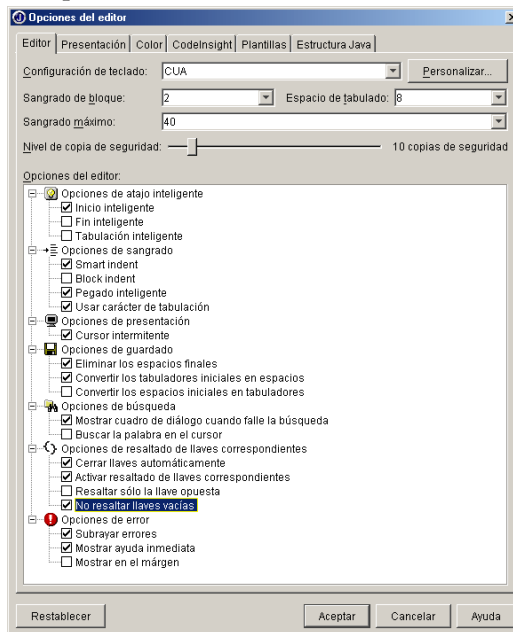 Opciones del editor
Editor Presentación Color CodeInsight Plantillas Estructura Java
Configuración de teclado: CUA Personalizar...
Sangrado de bloque: 2 Espacio de tabulado: 8
Sangrado máximo: 40
Nivel de copia de seguridad: 10 copias de seguridad
Opciones del editor:
Opciones de atajo inteligente
Inicio inteligente
Fin inteligente
Tabulación inteligente
Opciones de sangrado
Smart indent
Block indent
Pegado inteligente
Usar carácter de tabulación
Opciones de presentación
Cursor intermitente
Opciones de guardado
Eliminar los espacios finales
Convertir los tabuladores iniciales en espacios
Convertir los espacios iniciales en tabuladores
Opciones de búsqueda
Mostrar cuadro de diálogo cuando falle la búsqueda
Buscar la palabra en el cursor
Opciones de resaltado de llaves correspondientes
Cerrar llaves automáticamente
Activar resaltado de llaves correspondientes
Resaltar sólo la llave opuesta
No resaltar llaves vacías
Opciones de error
Subrayar errores
Mostrar ayuda inmediata
Mostrar en el márgen
Restablecer Aceptar Cancelar Ayuda